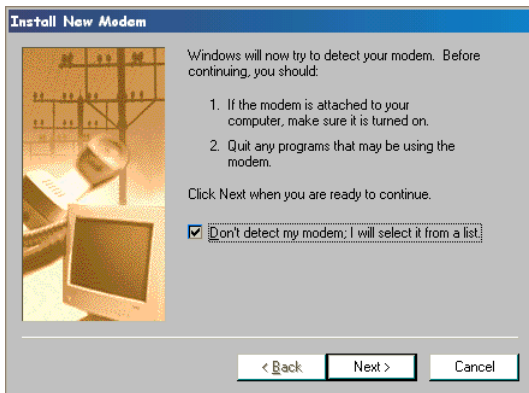 Install New Modem
Windows will now try to detect your modem. Before
continuing, you should:
1. If the modem is attached to your
computer, make sure it is turned on.
2. Quit any programs that may be using the
modem.
Click Next when you are ready to continue.
Don't detect my modem; I will select it from a list.
< Back
Next >
Cancel